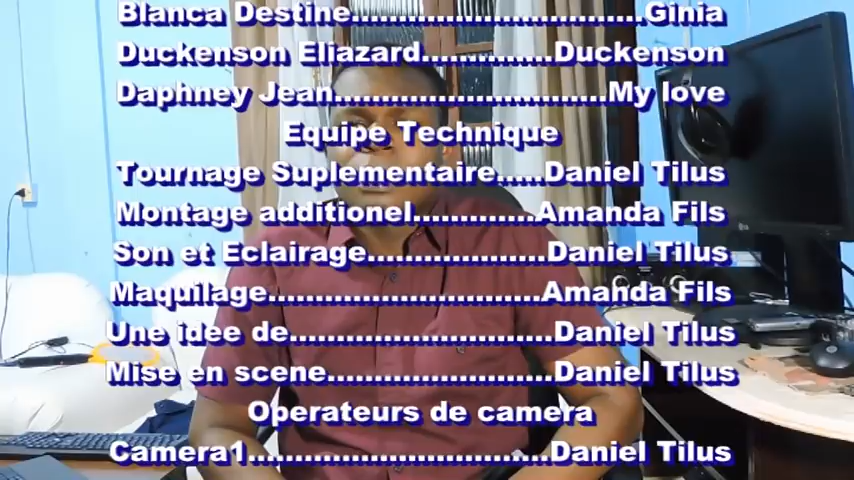 Blanca Destine................................Ginia
Duckenson Eliazard..............Duckenson
Daphney Jean..............................My love
Equipe Technique
Tournage Suplementaire.....Daniel Tilus
Montage additionel.............Amanda Fils
Son et Eclairage....................Daniel Tilus
Maquilage..............................Amanda Fils
Une idee de.............................Daniel Tilus
Mise en scene.........................Daniel Tilus
Operateurs de camera
Camera1.................................Daniel Tilus